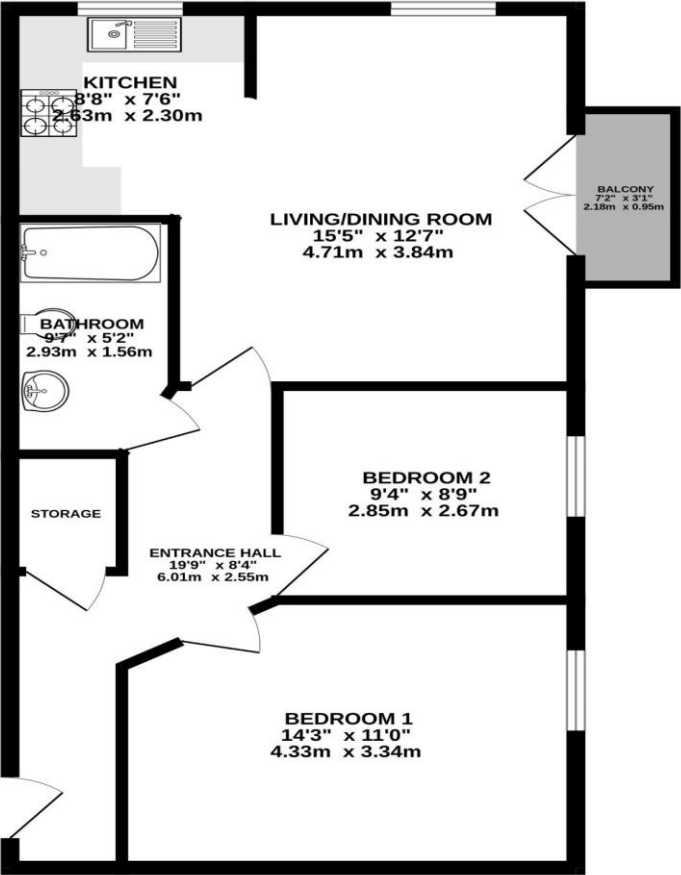 KITCHEN
8'8" x 7'6"
2.63m x 2.30m
BALCONY
7'2" x 3'1"
2.18m x 0.95m
LIVING/DINING ROOM
15'5" x 12'7"
4.71m x 3.84m
BATHROOM
9'7" x 5'2"
2.93m x 1.56m
BEDROOM 2
9'4" x 8'9"
2.85m x 2.67m
STORAGE
ENTRANCE HALL
19'9" x 8'4"
6.01m x 2.55m
BEDROOM 1
14'3" x 11'0"
4.33m x 3.34m